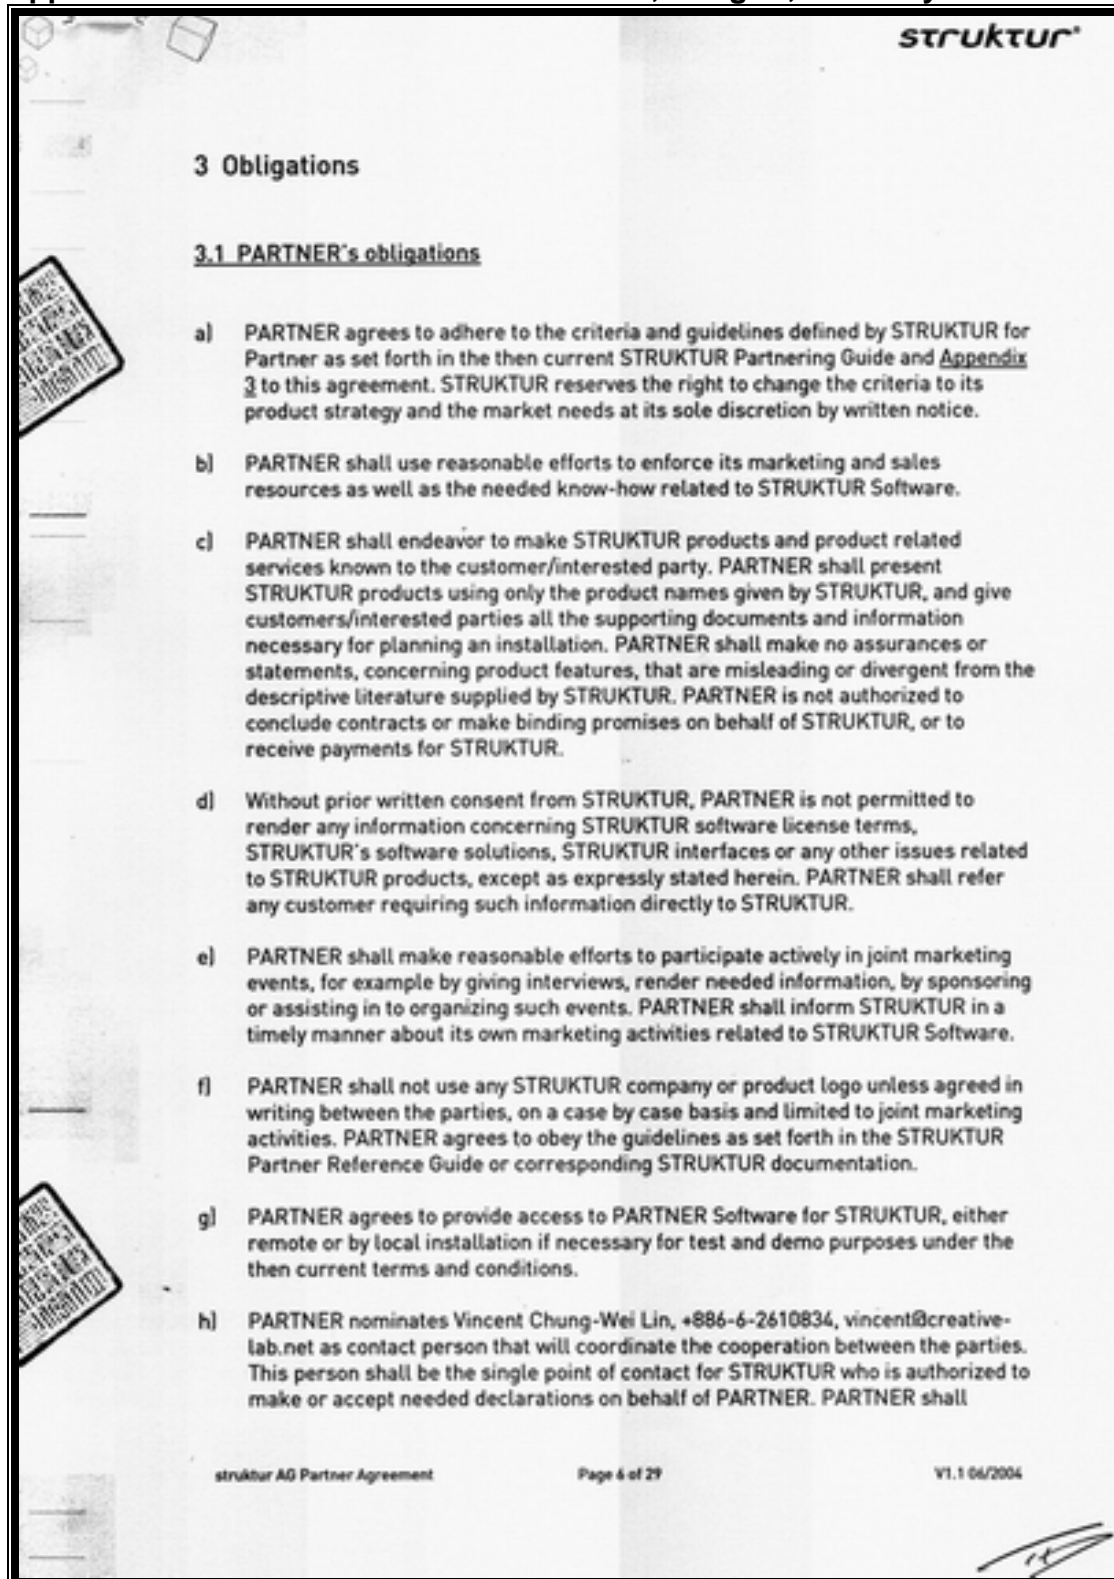 struktur
3 Obligations
3.1 PARTNER's obligations
a) PARTNER agrees to adhere to the criteria and guidelines defined by STRUKTUR for
Partner as set forth in the then current STRUKTUR Partnering Guide and Appendix
3 to this agreement. STRUKTUR reserves the right to change the criteria to its
product strategy and the market needs at its sole discretion by written notice.
b) PARTNER shall use reasonable efforts to enforce its marketing and sales
resources as well as the needed know-how related to STRUKTUR Software.
c) PARTNER shall endeavor to make STRUKTUR products and product related
services known to the customer/interested party. PARTNER shall present
STRUKTUR products using only the product names given by STRUKTUR, and give
customers/interested parties all the supporting documents and information
necessary for planning an installation. PARTNER shall make no assurances or
statements, concerning product features, that are misleading or divergent from the
descriptive literature supplied by STRUKTUR. PARTNER is not authorized to
conclude contracts or make binding promises on behalf of STRUKTUR, or to
receive payments for STRUKTUR.
d) Without prior written consent from STRUKTUR, PARTNER is not permitted to
render any information concerning STRUKTUR software license terms,
STRUKTUR's software solutions, STRUKTUR interfaces or any other issues related
to STRUKTUR products, except as expressly stated herein. PARTNER shall refer
any customer requiring such information directly to STRUKTUR.
e) PARTNER shall make reasonable efforts to participate actively in joint marketing
events, for example by giving interviews, render needed information, by sponsoring
or assisting in to organizing such events. PARTNER shall inform STRUKTUR in a
timely manner about its own marketing activities related to STRUKTUR Software.
f) PARTNER shall not use any STRUKTUR company or product logo unless agreed in
writing between the parties, on a case by case basis and limited to joint marketing
activities. PARTNER agrees to obey the guidelines as set forth in the STRUKTUR
Partner Reference Guide or corresponding STRUKTUR documentation.
g) PARTNER agrees to provide access to PARTNER Software for STRUKTUR, either
remote or by local installation if necessary for test and demo purposes under the
then current terms and conditions.
h) PARTNER nominates Vincent Chung-Wei Lin, +886-6-2610834, vincent@creative-
lab.net as contact person that will coordinate the cooperation between the parties.
This person shall be the single point of contact for STRUKTUR who is authorized to
make or accept needed declarations on behalf of PARTNER. PARTNER shall
struktur AG Partner Agreement Page 6 of 29 V1.1 06/2004